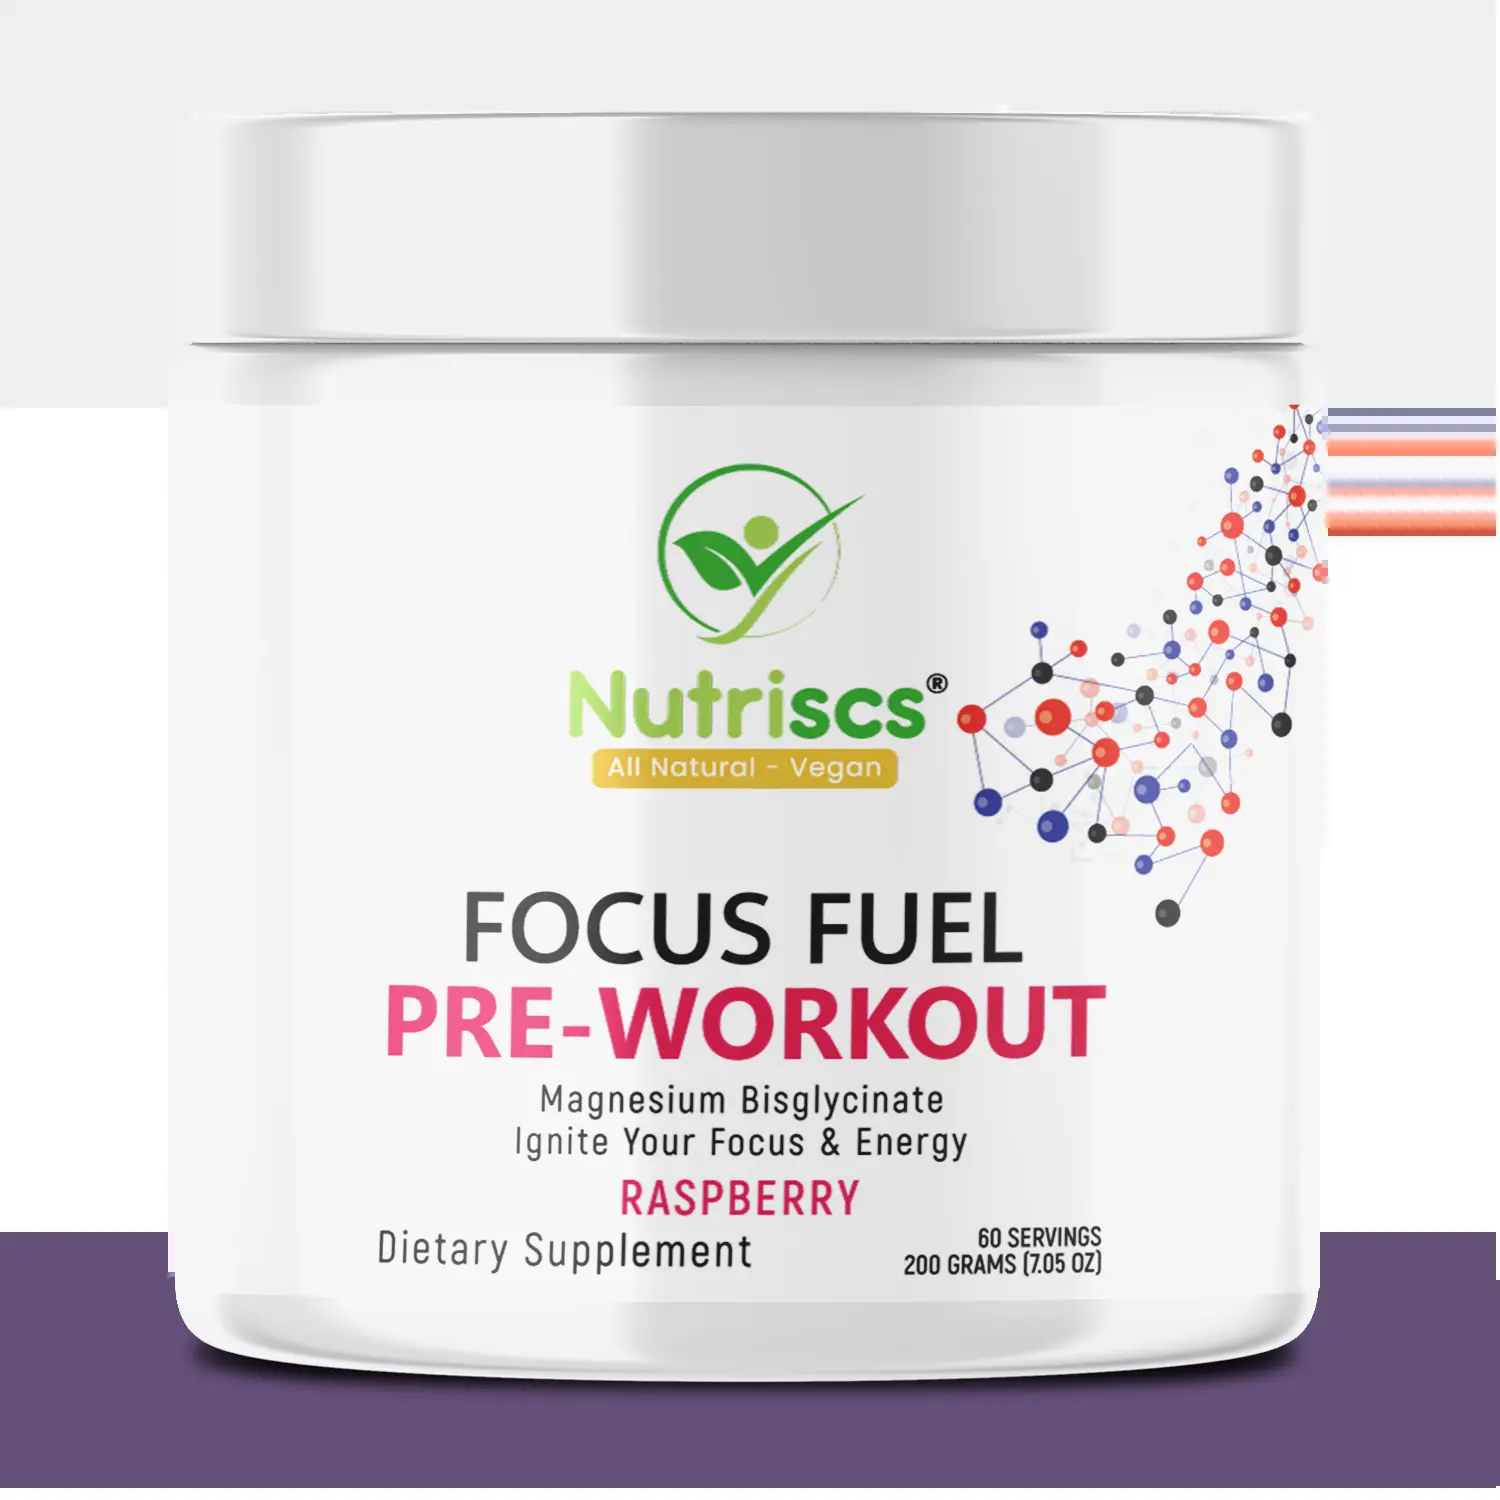 Nutriscs®
All Natural - Vegan
FOCUS FUEL
PRE-WORKOUT
Magnesium Bisglycinate
Ignite Your Focus & Energy
RASPBERRY
Dietary Supplement
60 SERVINGS
200 GRAMS (7.05 OZ)